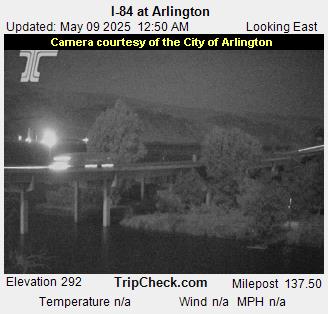 I-84 at Arlington
Updated: May 09 2025 12:50 AM Looking East
Camera courtesy of the City of Arlington
Elevation 292 TripCheck.com Milepost 137.50
Temperature n/a Wind n/a MPH n/a